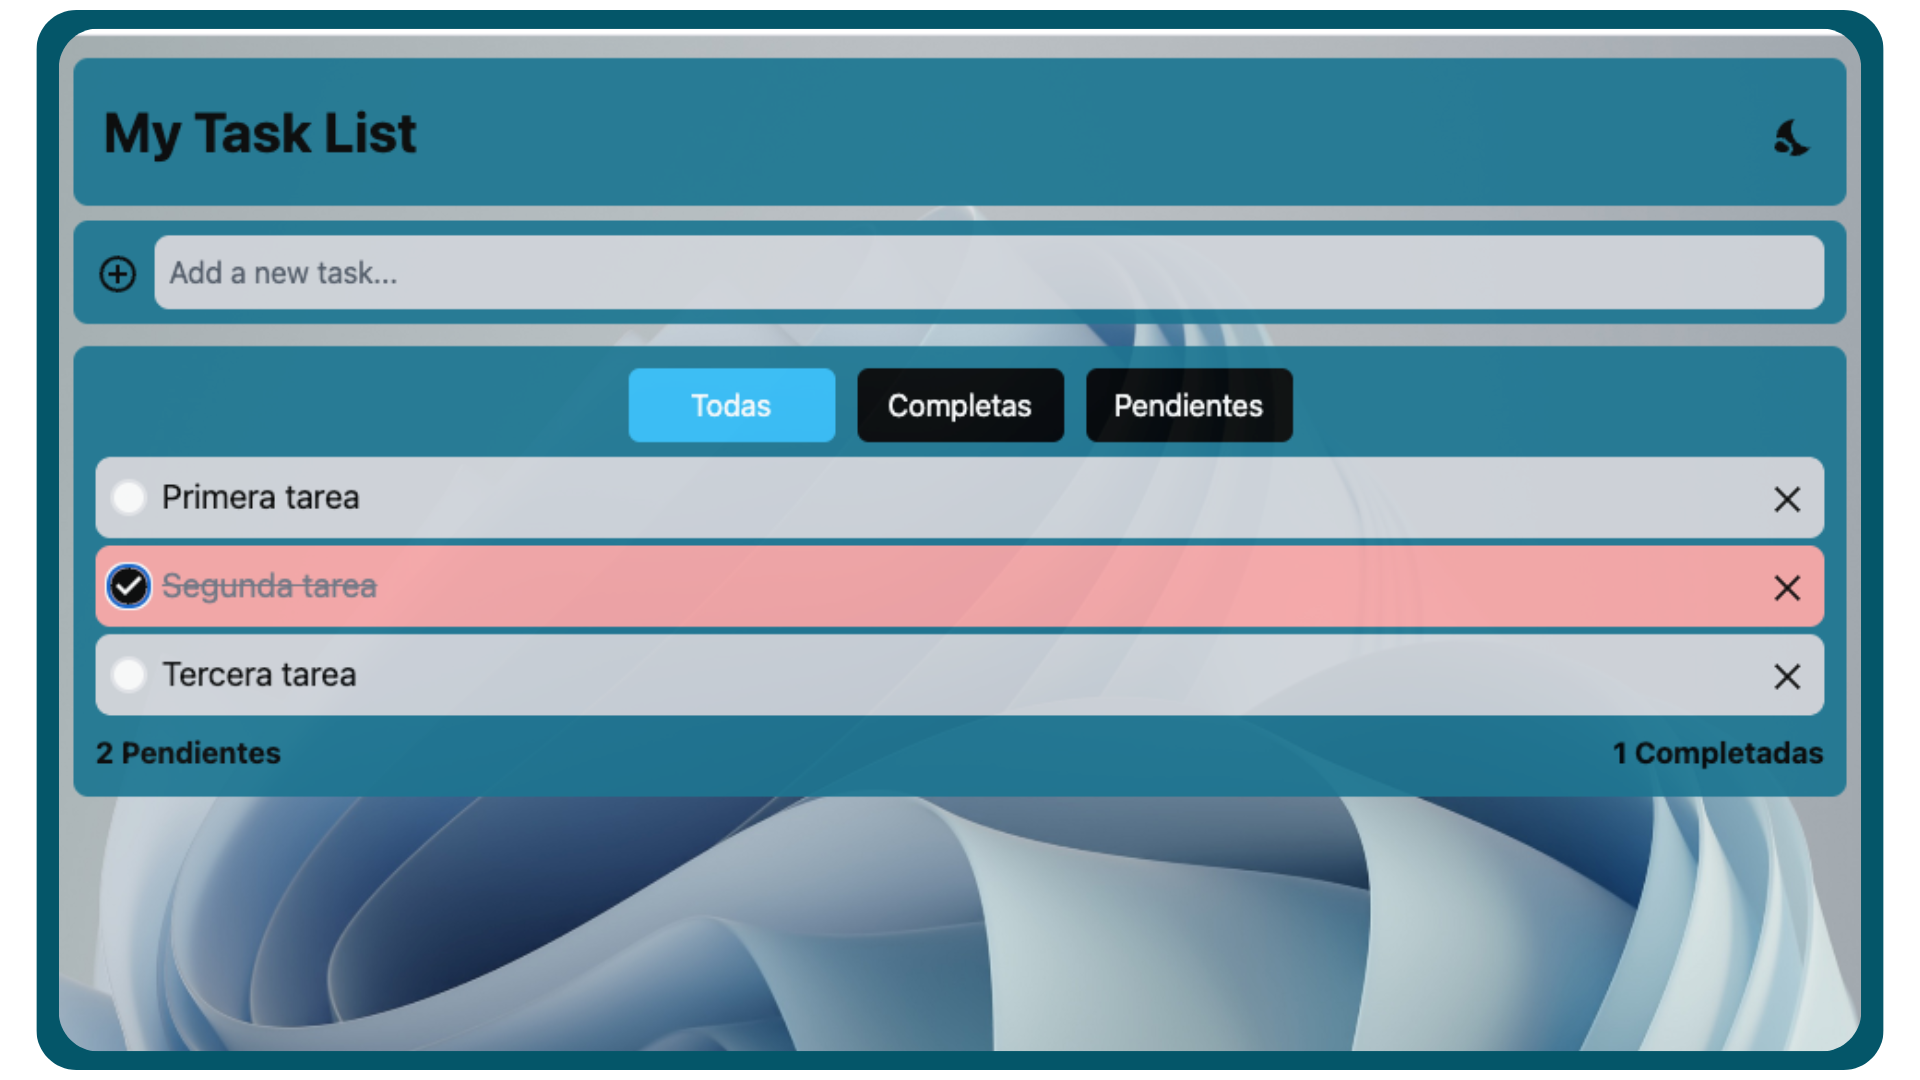 My Task List
Add a new task...
Todas
Completas
Pendientes
Primera tarea
Segunda tarea
Tercera tarea
2 Pendientes
1 Completadas